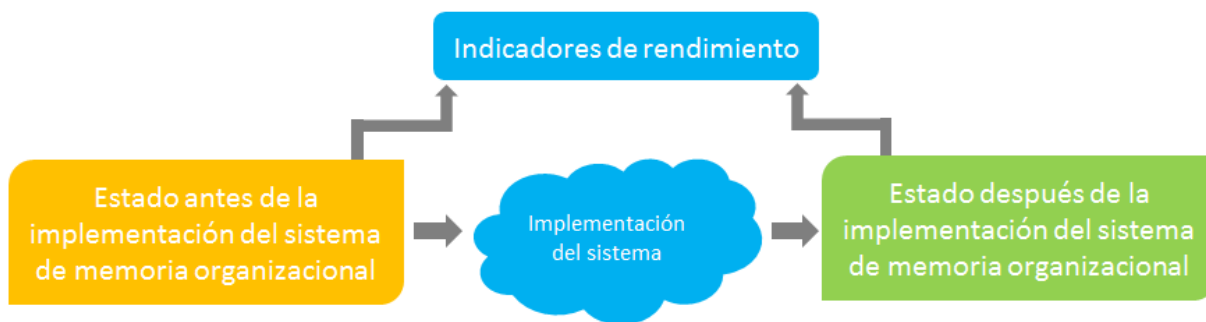 Indicadores de rendimiento
Estado antes de la
implementación del sistema
de memoria organizacional
Implementación
del sistema
Estado después de la
implementación del sistema
de memoria organizacional